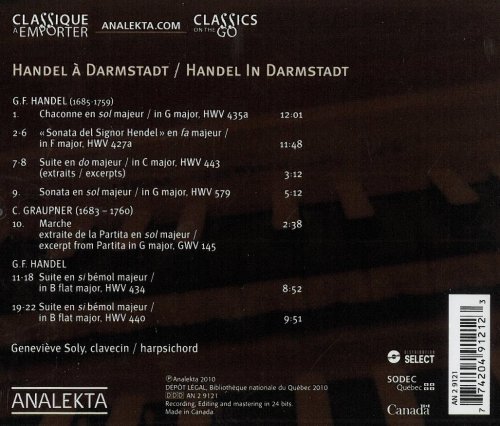 CLASSIQUE
À EMPORTER
ANALEKTA.COM
CLASSICS
ON THE GO
HANDEL À DARMSTADT / HANDEL IN DARMSTADT
G.F. HANDEL (1685-1759)
1. Chaconne en sol majeur / in G major, HWV 435a 12:01
2-6 « Sonata del Signor Hendel » en fa majeur /
in F major, HWV 427a 11:48
7-8 Suite en do majeur / in C major, HWV 443
(extraits / excerpts) 3:12
9. Sonata en sol majeur / in G major, HWV 579 5:12
C. GRAUPNER (1683 – 1760)
10. Marche 2:38
extraite de la Partita en sol majeur /
excerpt from Partita in G major, GWV 145
G.F. HANDEL
11-18 Suite en si bémol majeur /
in B flat major, HWV 434 8:52
19-22 Suite en si bémol majeur /
in B flat major, HWV 440 9:51
Geneviève Soly, clavecin / harpsichord
ANALEKTA
℗ Analekta 2010
DÉPÔT LÉGAL, Bibliothèque nationale du Québec 2010
DDD AN 2 9121
Recording, Editing and mastering in 24 bits.
Made in Canada.
DISTRIBUTION
SELECT
SODEC
Québec
Canada
AN 2 9121
7 74204 91212 3